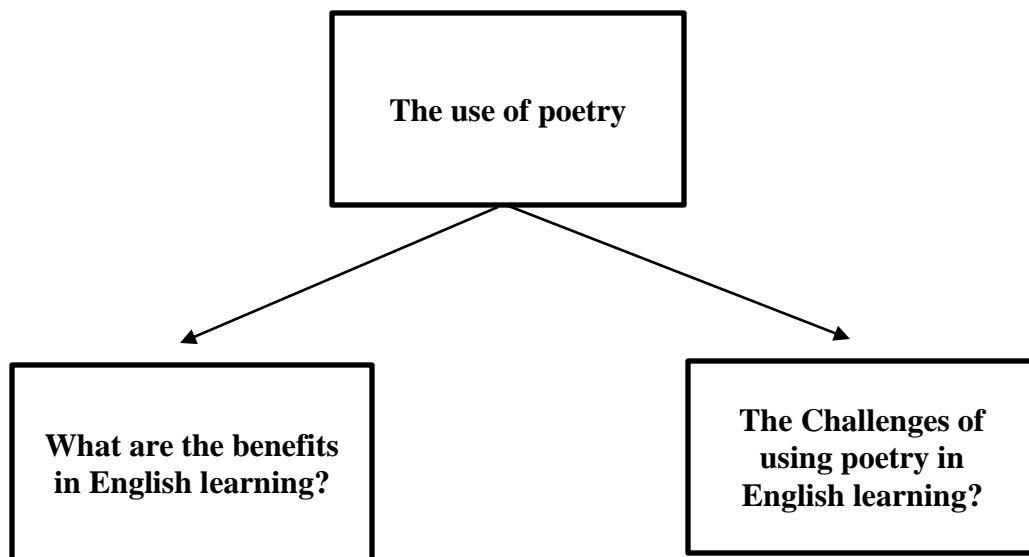 The use of poetry
What are the benefits
in English learning?
The Challenges of
using poetry in
English learning?